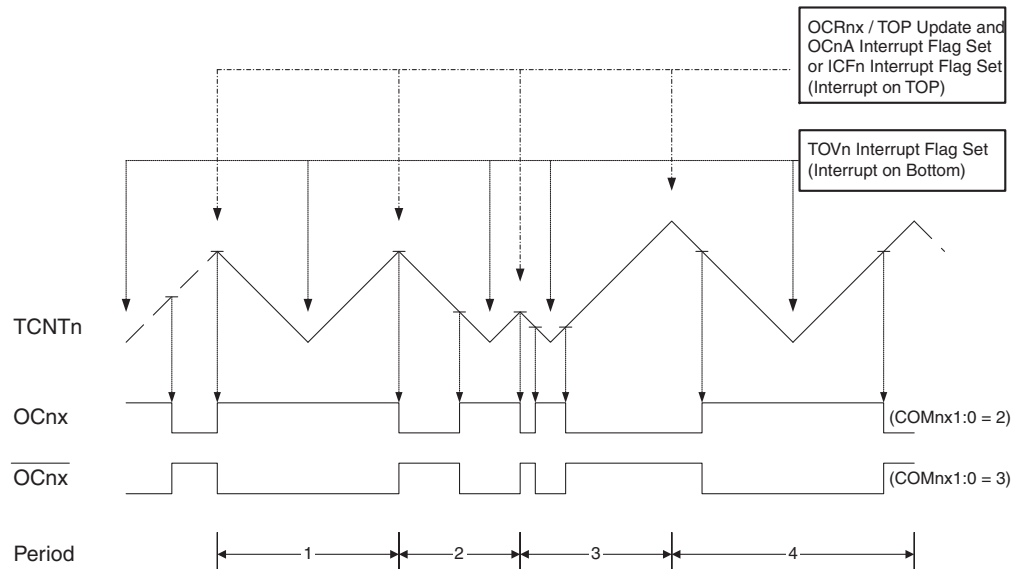 OCRnx / TOP Update and
OCnA Interrupt Flag Set
or ICFn Interrupt Flag Set
(Interrupt on TOP)
TOVn Interrupt Flag Set
(Interrupt on Bottom)
TCNTn
OCnx
(COMnx1:0 = 2)
OCnx
(COMnx1:0 = 3)
Period
1
2
3
4